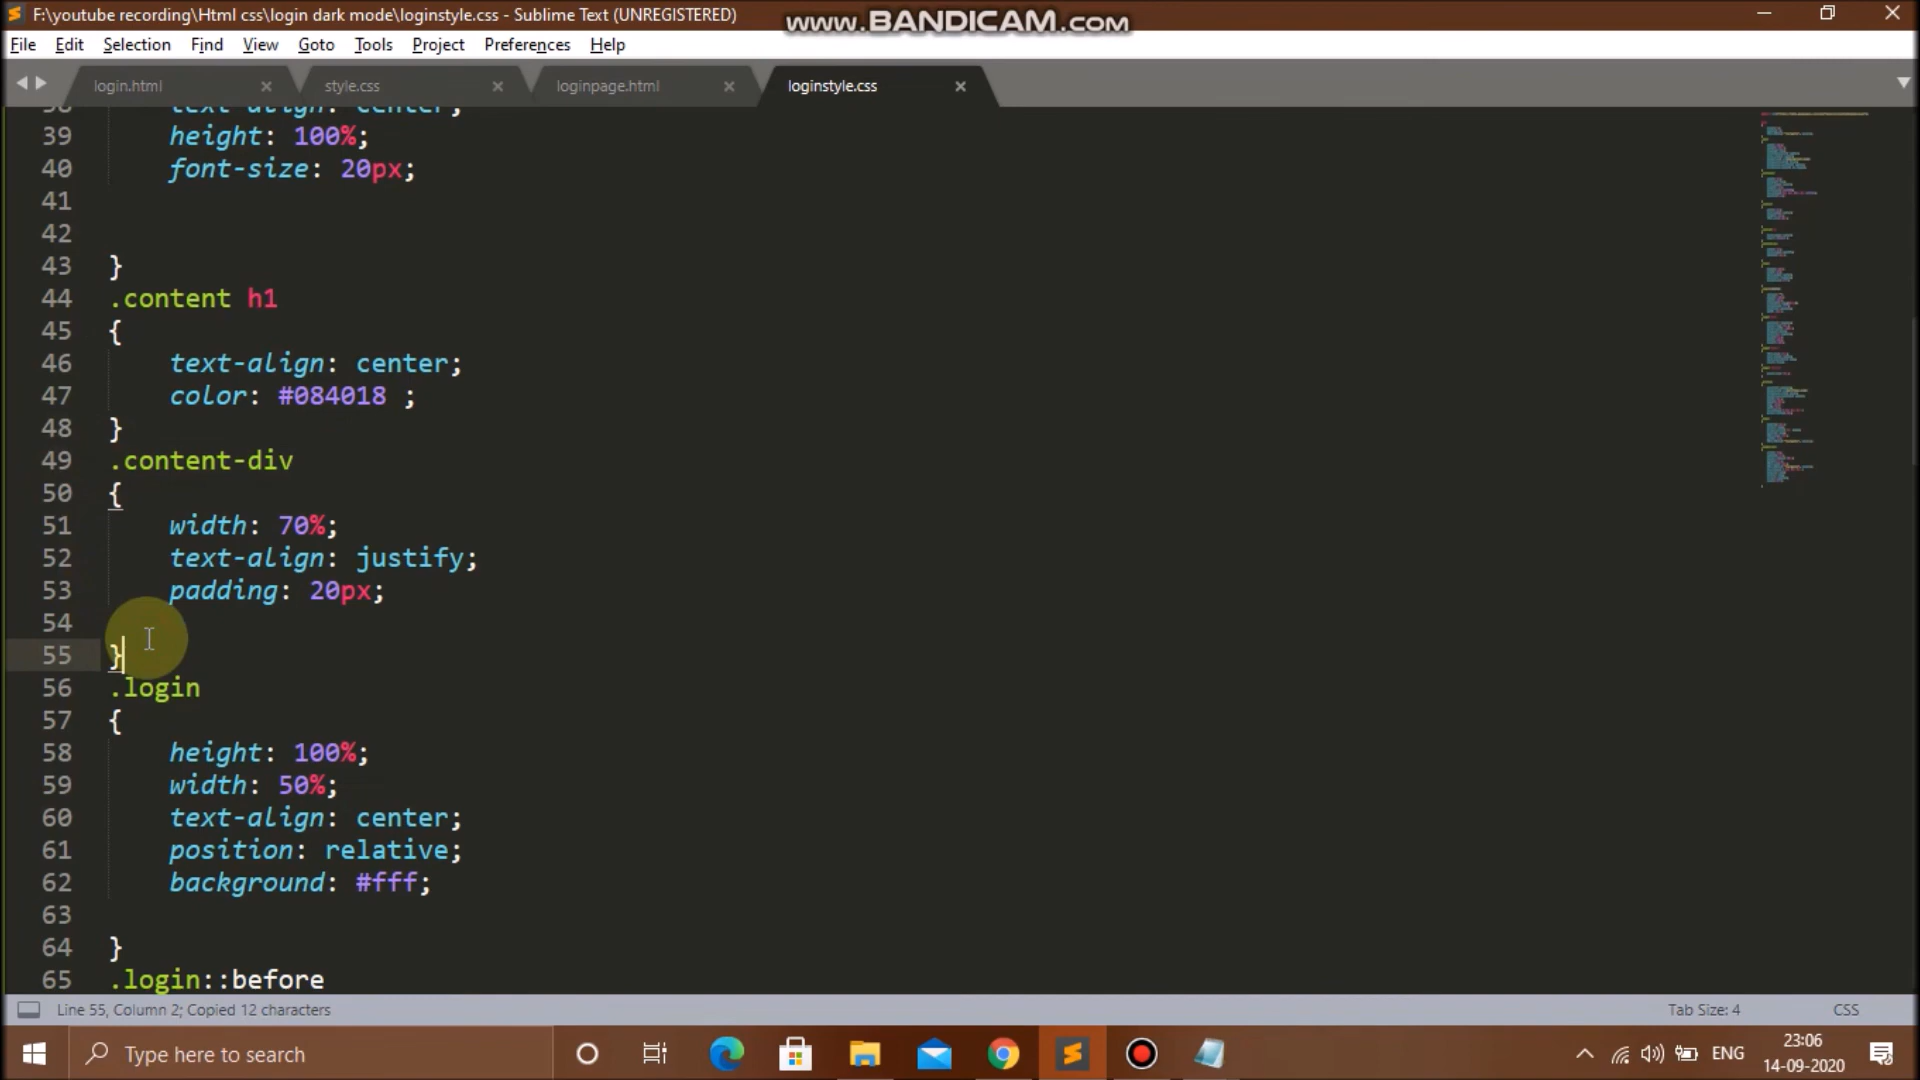 F:\youtube recording\Html css\login dark mode\loginstyle.css - Sublime Text (UNREGISTERED)
www.BANDICAM.com
File Edit Selection Find View Goto Tools Project Preferences Help
login.html style.css loginpage.html loginstyle.css
38 text-align: center;
39 height: 100%;
40 font-size: 20px;
41
42
43 }
44 .content h1
45 {
46 text-align: center;
47 color: #084018 ;
48 }
49 .content-div
50 {
51 width: 70%;
52 text-align: justify;
53 padding: 20px;
54
55 }
56 .login
57 {
58 height: 100%;
59 width: 50%;
60 text-align: center;
61 position: relative;
62 background: #fff;
63
64 }
65 .login::before
Line 55, Column 2; Copied 12 characters Tab Size: 4 CSS
Type here to search ENG 23:06
14-09-2020